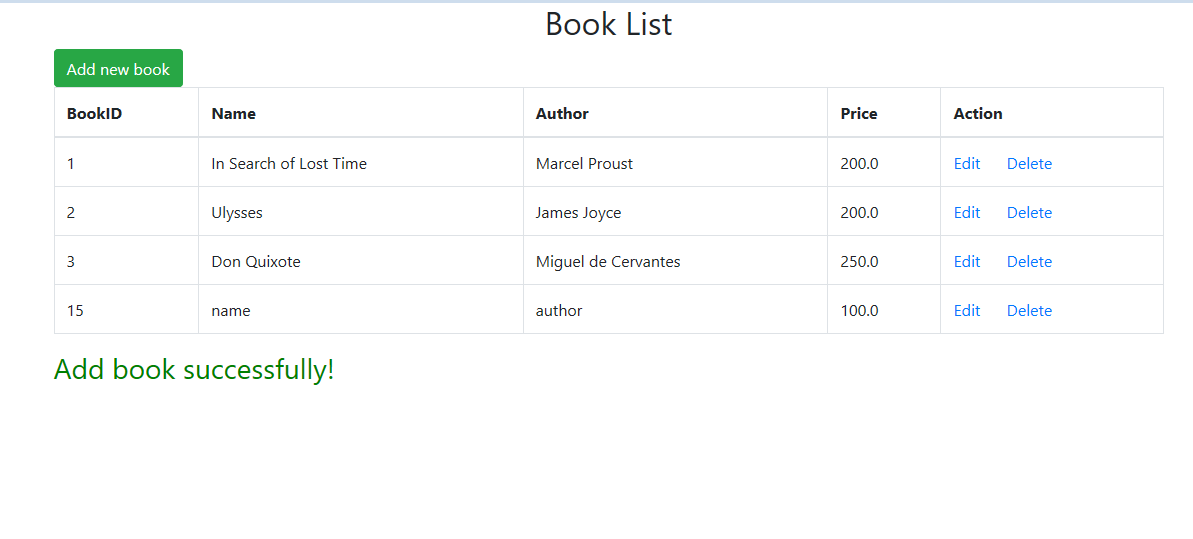 Book List
Add new book
BookID Name Author Price Action
1 In Search of Lost Time Marcel Proust 200.0 Edit Delete
2 Ulysses James Joyce 200.0 Edit Delete
3 Don Quixote Miguel de Cervantes 250.0 Edit Delete
15 name author 100.0 Edit Delete
Add book successfully!